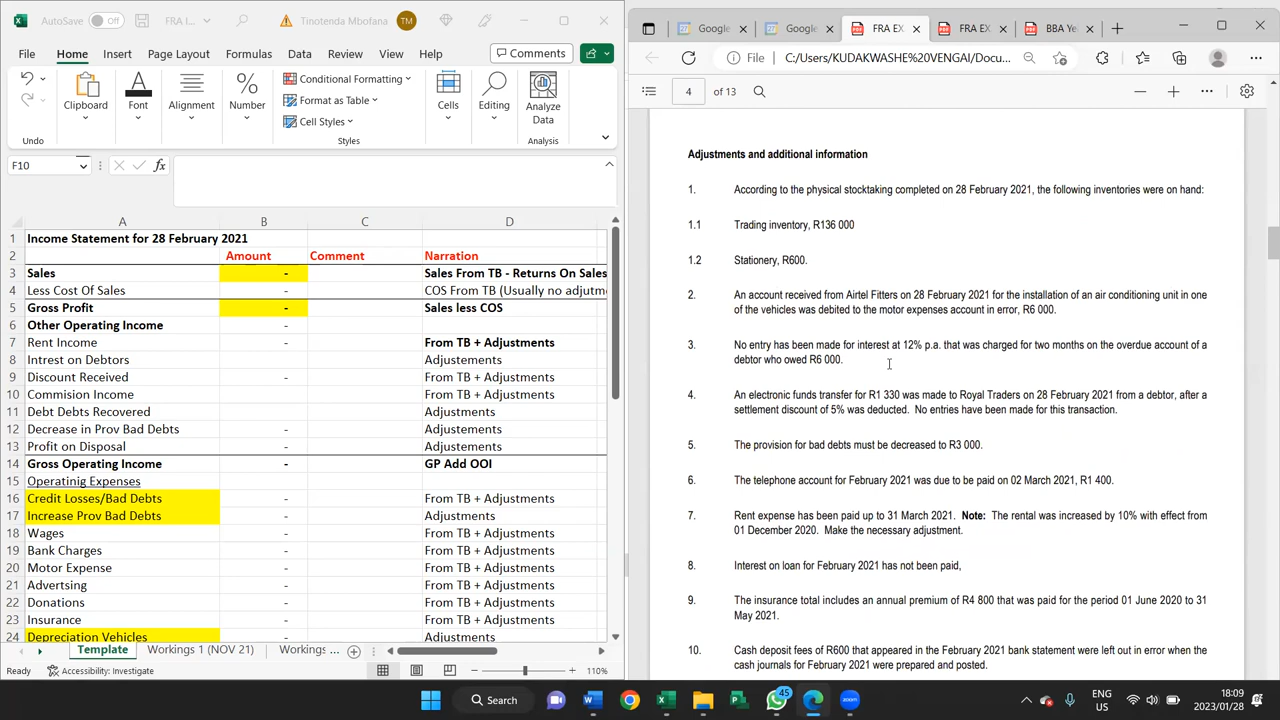 AutoSave Off FRA I... Tinotenda Mbofana TM
File Home Insert Page Layout Formulas Data Review View Help Comments
Clipboard Font Alignment Number Conditional Formatting Format as Table Cell Styles Cells Editing Analyze Data
Undo Styles Analysis
F10 fx
A B C D
1 Income Statement for 28 February 2021
2 Amount Comment Narration
3 Sales - Sales From TB - Returns On Sales
4 Less Cost Of Sales - COS From TB (Usually no adjutm
5 Gross Profit - Sales less COS
6 Other Operating Income -
7 Rent Income - From TB + Adjustments
8 Intrest on Debtors Adjustements
9 Discount Received - From TB + Adjustments
10 Commision Income From TB + Adjustments
11 Debt Debts Recovered Adjustments
12 Decrease in Prov Bad Debts - Adjustements
13 Profit on Disposal - Adjustements
14 Gross Operating Income - GP Add OOI
15 Operatinig Expenses
16 Credit Losses/Bad Debts - From TB + Adjustments
17 Increase Prov Bad Debts - Adjustments
18 Wages - From TB + Adjustments
19 Bank Charges - From TB + Adjustments
20 Motor Expense - From TB + Adjustments
21 Advertsing - From TB + Adjustments
22 Donations - From TB + Adjustments
23 Insurance - From TB + Adjustments
24 Depreciation Vehicles - Adjustments
Template Workings 1 (NOV 21) Workings ...
Ready Accessibility: Investigate 110%
Google Google FRA EX FRA EX BBA Ye
File C:/Users/KUDAKWASHE%20VENGAI/Docu...
4 of 13
Adjustments and additional information
1. According to the physical stocktaking completed on 28 February 2021, the following inventories were on hand:
1.1 Trading inventory, R136 000
1.2 Stationery, R600.
2. An account received from Airtel Fitters on 28 February 2021 for the installation of an air conditioning unit in one
of the vehicles was debited to the motor expenses account in error, R6 000.
3. No entry has been made for interest at 12% p.a. that was charged for two months on the overdue account of a
debtor who owed R6 000.
4. An electronic funds transfer for R1 330 was made to Royal Traders on 28 February 2021 from a debtor, after a
settlement discount of 5% was deducted. No entries have been made for this transaction.
5. The provision for bad debts must be decreased to R3 000.
6. The telephone account for February 2021 was due to be paid on 02 March 2021, R1 400.
7. Rent expense has been paid up to 31 March 2021. Note: The rental was increased by 10% with effect from
01 December 2020. Make the necessary adjustment.
8. Interest on loan for February 2021 has not been paid,
9. The insurance total includes an annual premium of R4 800 that was paid for the period 01 June 2020 to 31
May 2021.
10. Cash deposit fees of R600 that appeared in the February 2021 bank statement were left out in error when the
cash journals for February 2021 were prepared and posted.
Search 45 ENG US 18:09 2023/01/28